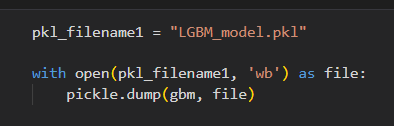 pkl_filename1 = "LGBM_model.pkl"
with open(pkl_filename1, 'wb') as file:
    pickle.dump(gbm, file)